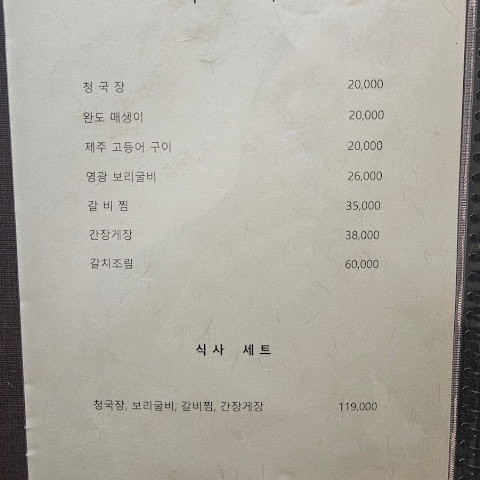 청국장 20,000
완도 매생이 20,000
제주 고등어 구이 20,000
영광 보리굴비 26,000
갈 비 찜 35,000
간장게장 38,000
갈치조림 60,000
식사 세트
청국장, 보리굴비, 갈비찜, 간장게장 119,000